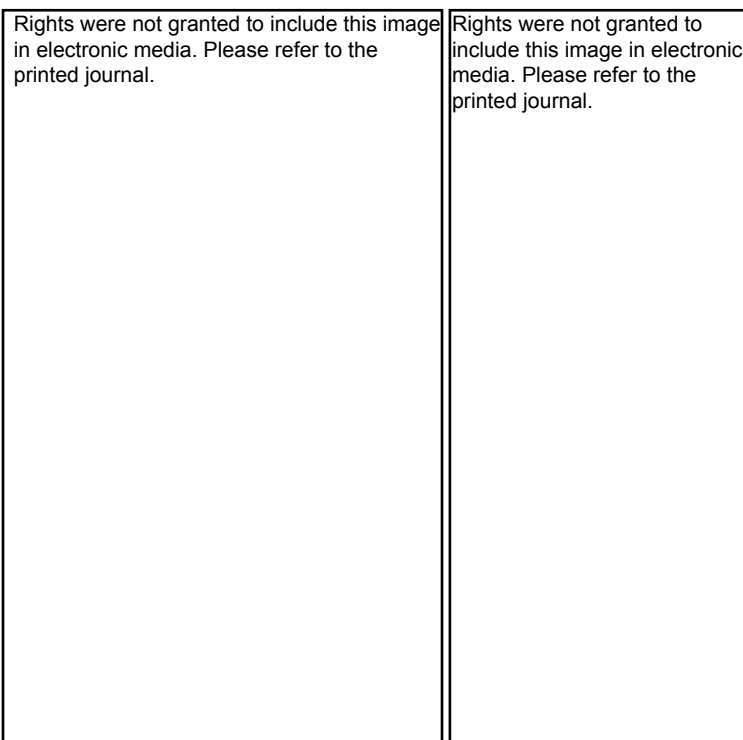 Rights were not granted to include this image
in electronic media. Please refer to the
printed journal.
Rights were not granted to
include this image in electronic
media. Please refer to the
printed journal.